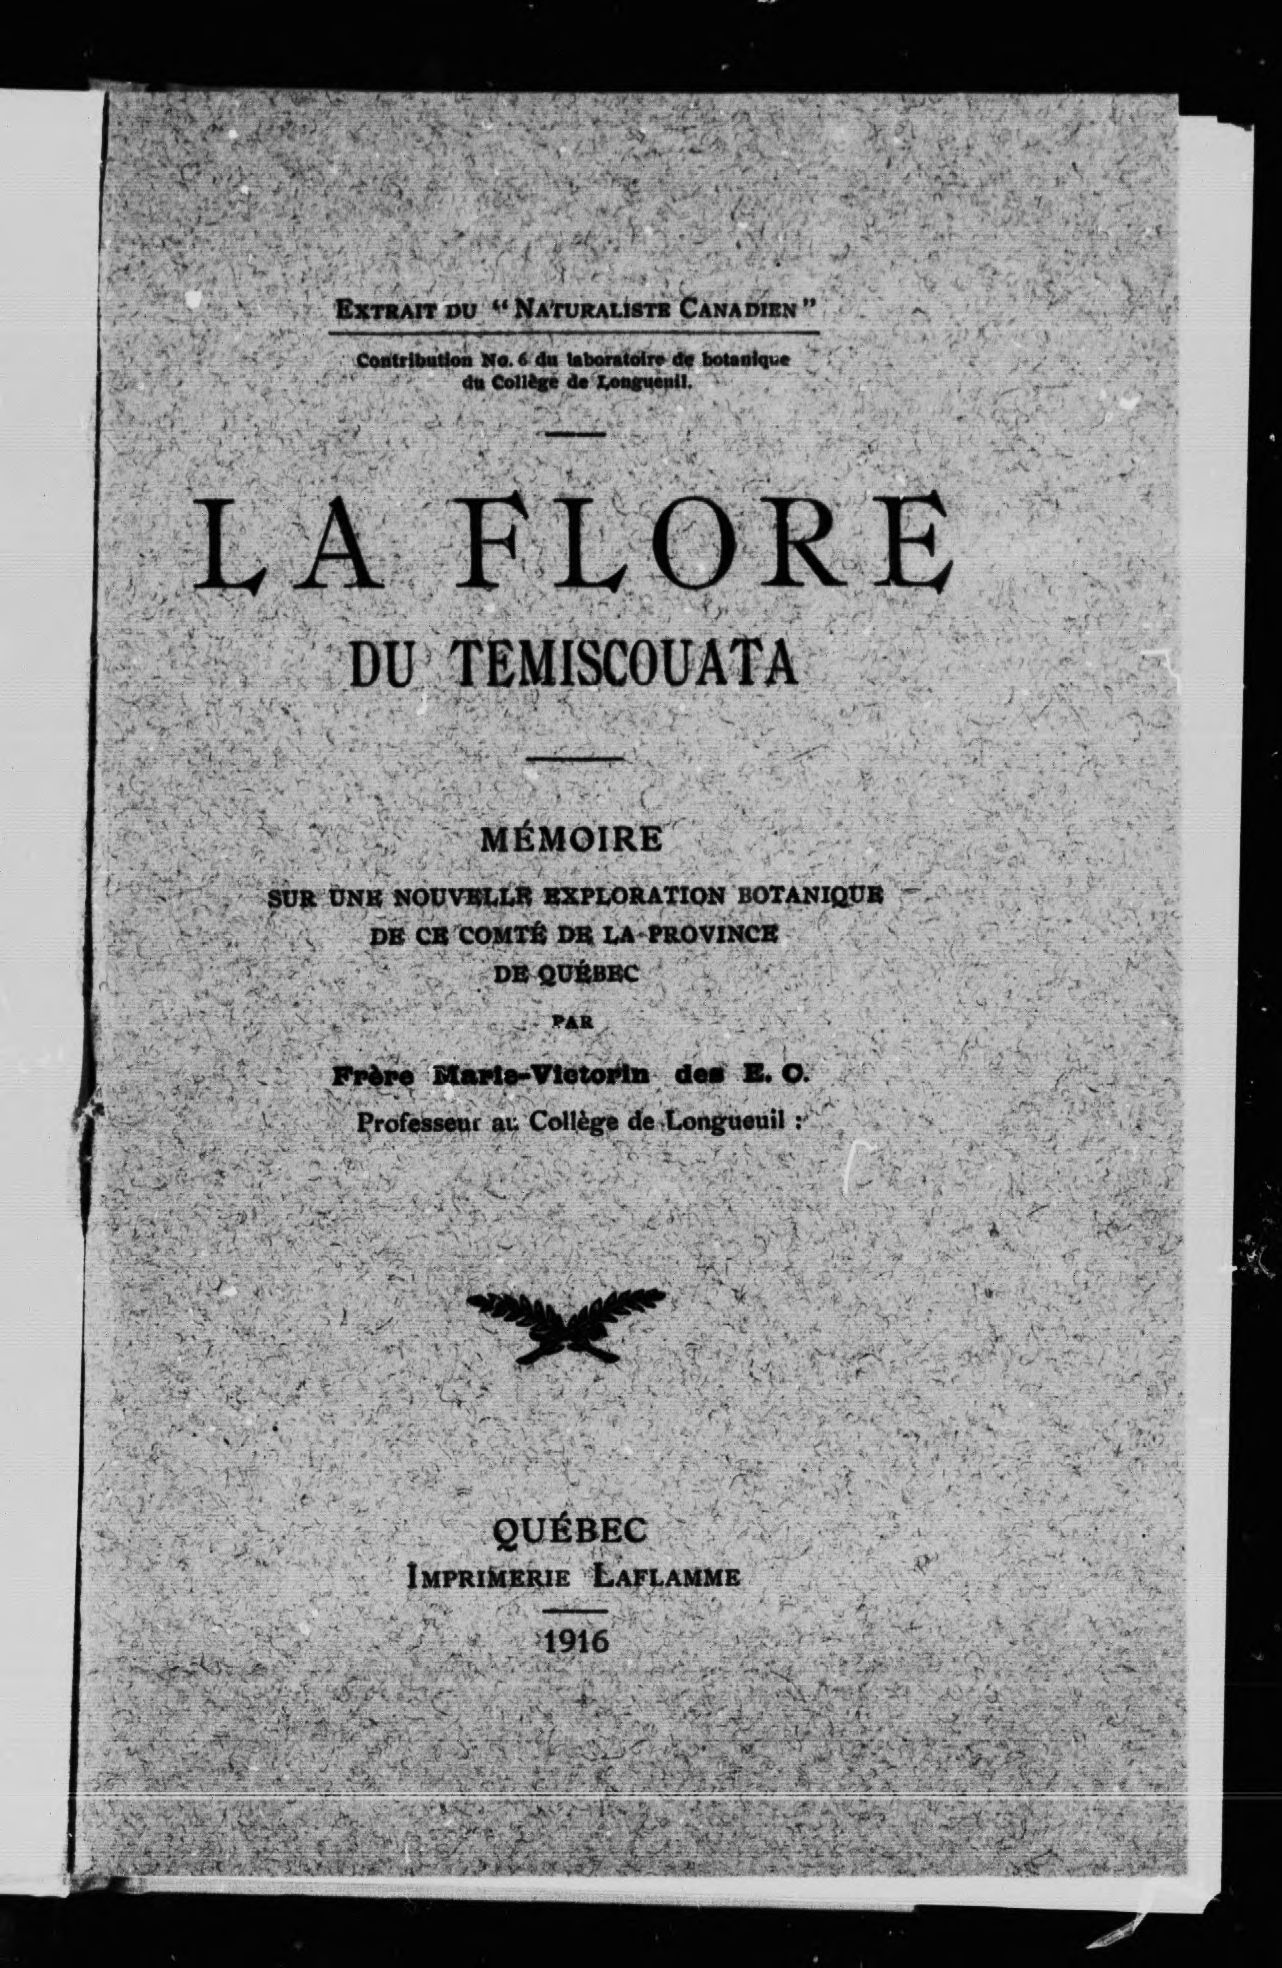 EXTRAIT DU "NATURALISTE CANADIEN"
Contribution No. 6 du laboratoire de botanique
du Collège de Longueuil.
LA FLORE
DU TEMISCOUATA
MÉMOIRE
SUR UNE NOUVELLE EXPLORATION BOTANIQUE
DE CE COMTÉ DE LA PROVINCE
DE QUÉBEC
PAR
Frère Marie-Victorin des E. C.
Professeur au Collège de Longueuil :
QUÉBEC
IMPRIMERIE LAFLAMME
1916